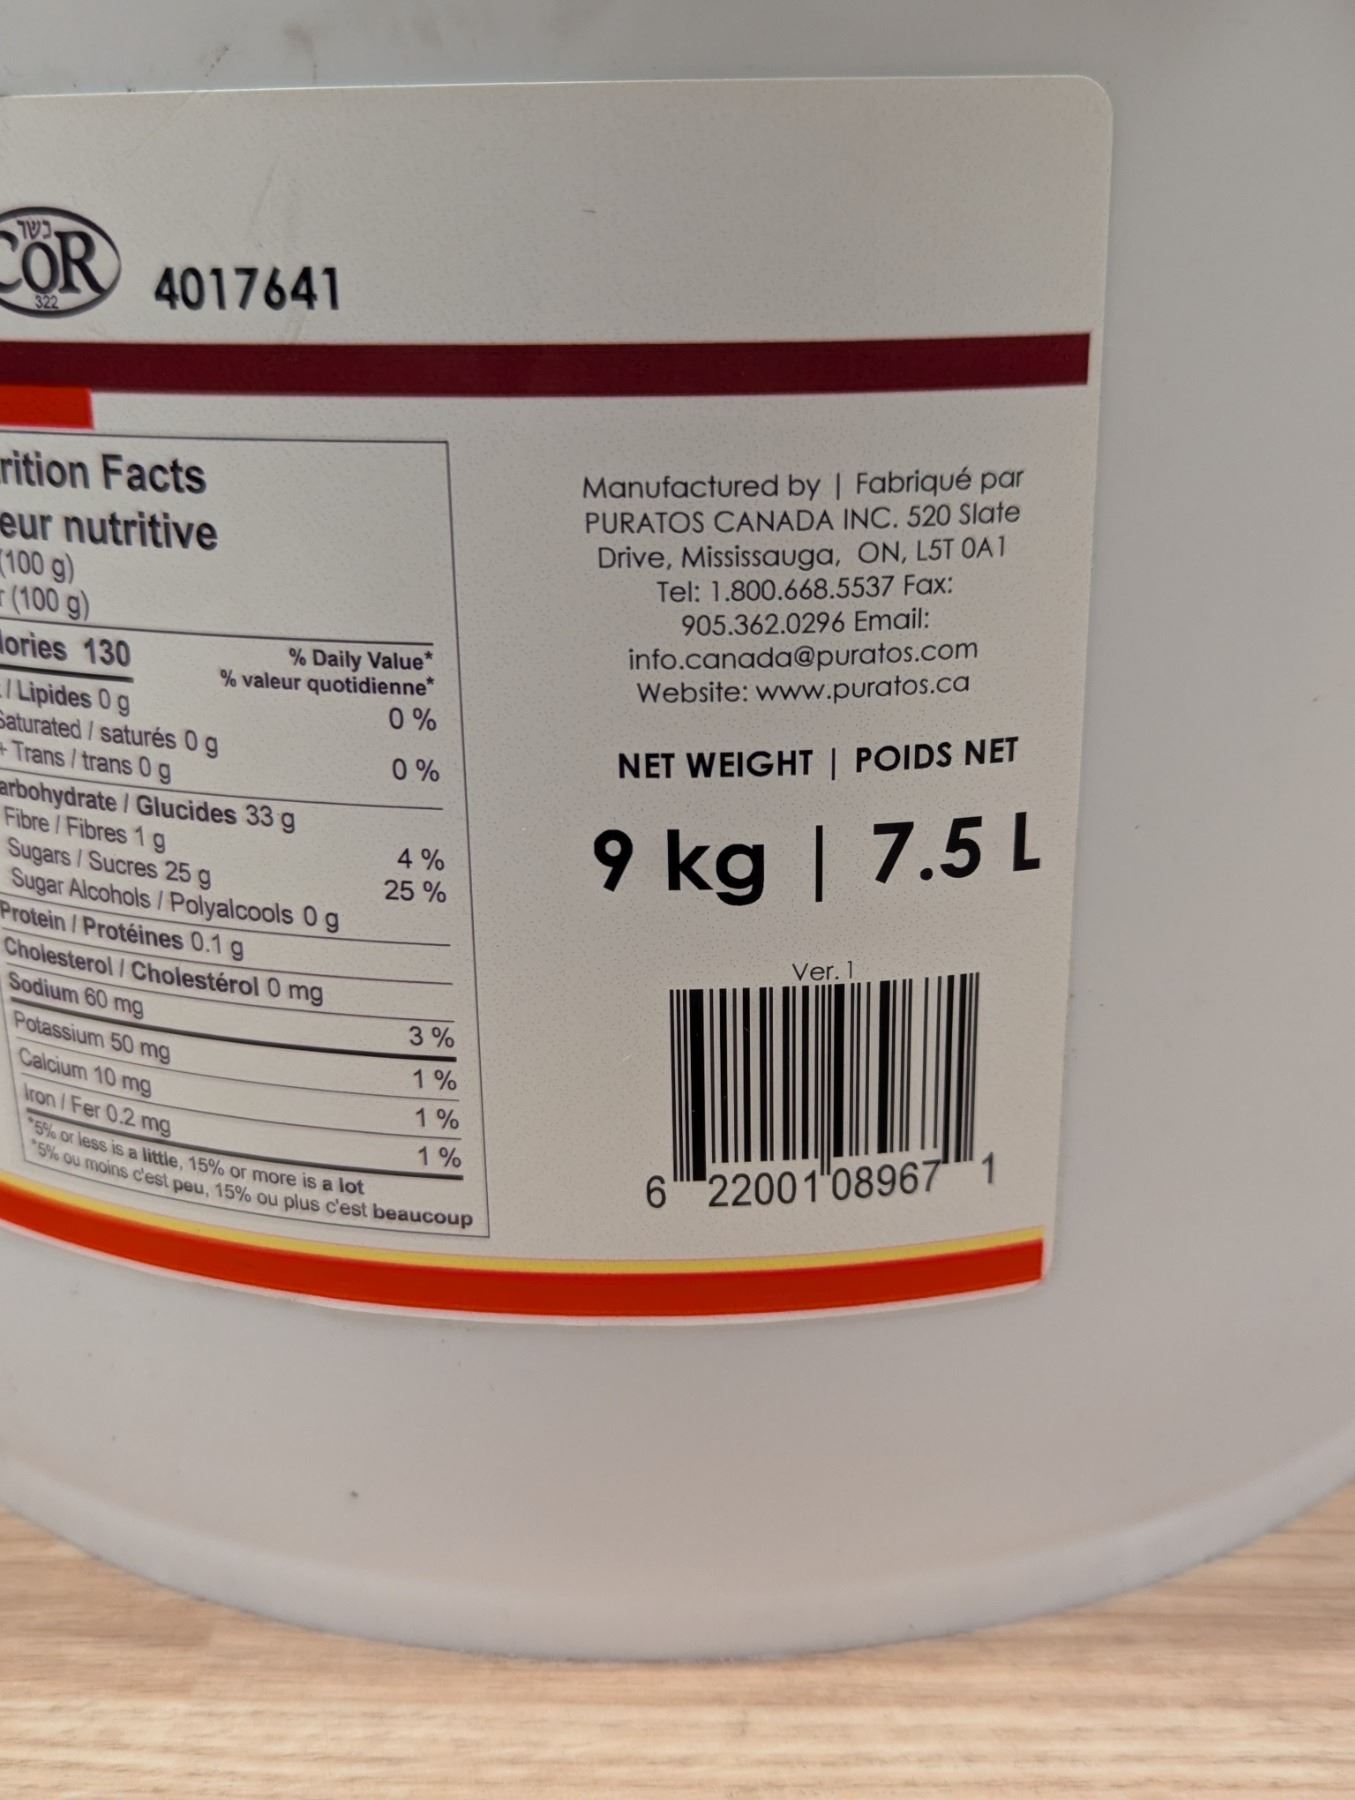 כשר
COR
322
4017641
rition Facts
eur nutritive
(100 g)
r (100 g)
lories 130
% Daily Value*
% valeur quotidienne*
/ Lipides 0 g
0 %
Saturated / saturés 0 g
+ Trans / trans 0 g
0 %
arbohydrate / Glucides 33 g
Fibre / Fibres 1 g
4 %
Sugars / Sucres 25 g
25 %
Sugar Alcohols / Polyalcools 0 g
Protein / Protéines 0.1 g
Cholesterol / Cholestérol 0 mg
Sodium 60 mg
3 %
Potassium 50 mg
1 %
Calcium 10 mg
1 %
Iron / Fer 0.2 mg
1 %
*5% or less is a little, 15% or more is a lot
*5% ou moins c'est peu, 15% ou plus c'est beaucoup
Manufactured by | Fabriqué par
PURATOS CANADA INC. 520 Slate
Drive, Mississauga, ON, L5T 0A1
Tel: 1.800.668.5537 Fax:
905.362.0296 Email:
info.canada@puratos.com
Website: www.puratos.ca
NET WEIGHT | POIDS NET
9 kg | 7.5 L
Ver. 1
6 22001 08967 1